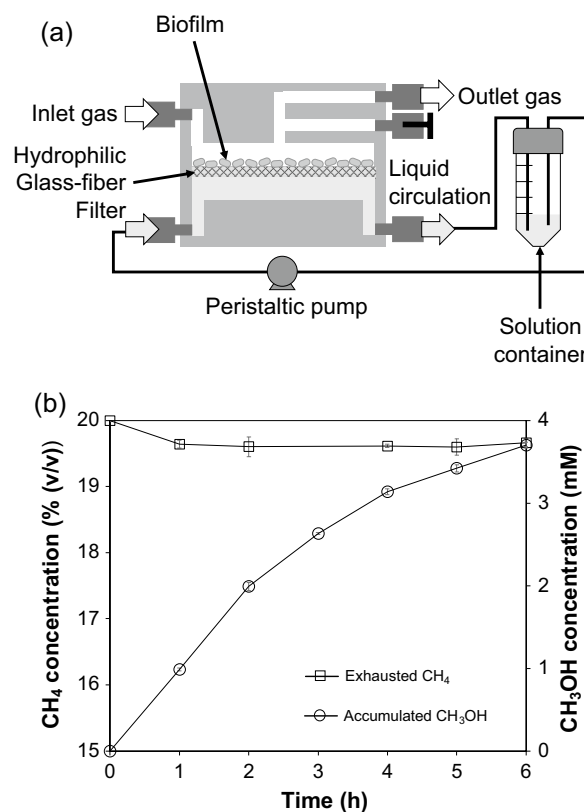 (a)
Biofilm
Inlet gas
Outlet gas
Hydrophilic
Glass-fiber
Filter
Liquid
circulation
Peristaltic pump
Solution
container
(b)
20
19
18
17
16
15
CH₄ concentration (% (v/v))
4
3
2
1
0
CH₃OH concentration (mM)
Exhausted CH₄
Accumulated CH₃OH
0 1 2 3 4 5 6
Time (h)